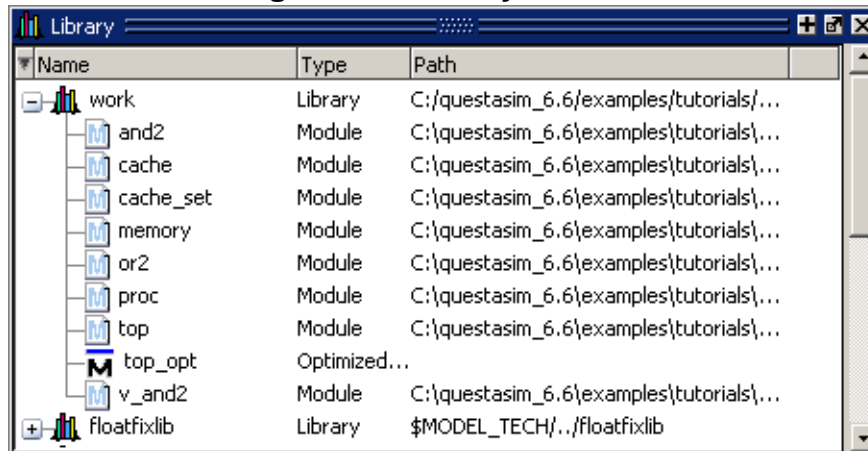 Library
Name Type Path
work Library C:/questasim_6.6/examples/tutorials/...
and2 Module C:\questasim_6.6\examples\tutorials\...
cache Module C:\questasim_6.6\examples\tutorials\...
cache_set Module C:\questasim_6.6\examples\tutorials\...
memory Module C:\questasim_6.6\examples\tutorials\...
or2 Module C:\questasim_6.6\examples\tutorials\...
proc Module C:\questasim_6.6\examples\tutorials\...
top Module C:\questasim_6.6\examples\tutorials\...
top_opt Optimized...
v_and2 Module C:\questasim_6.6\examples\tutorials\...
floatfixlib Library $MODEL_TECH/../floatfixlib